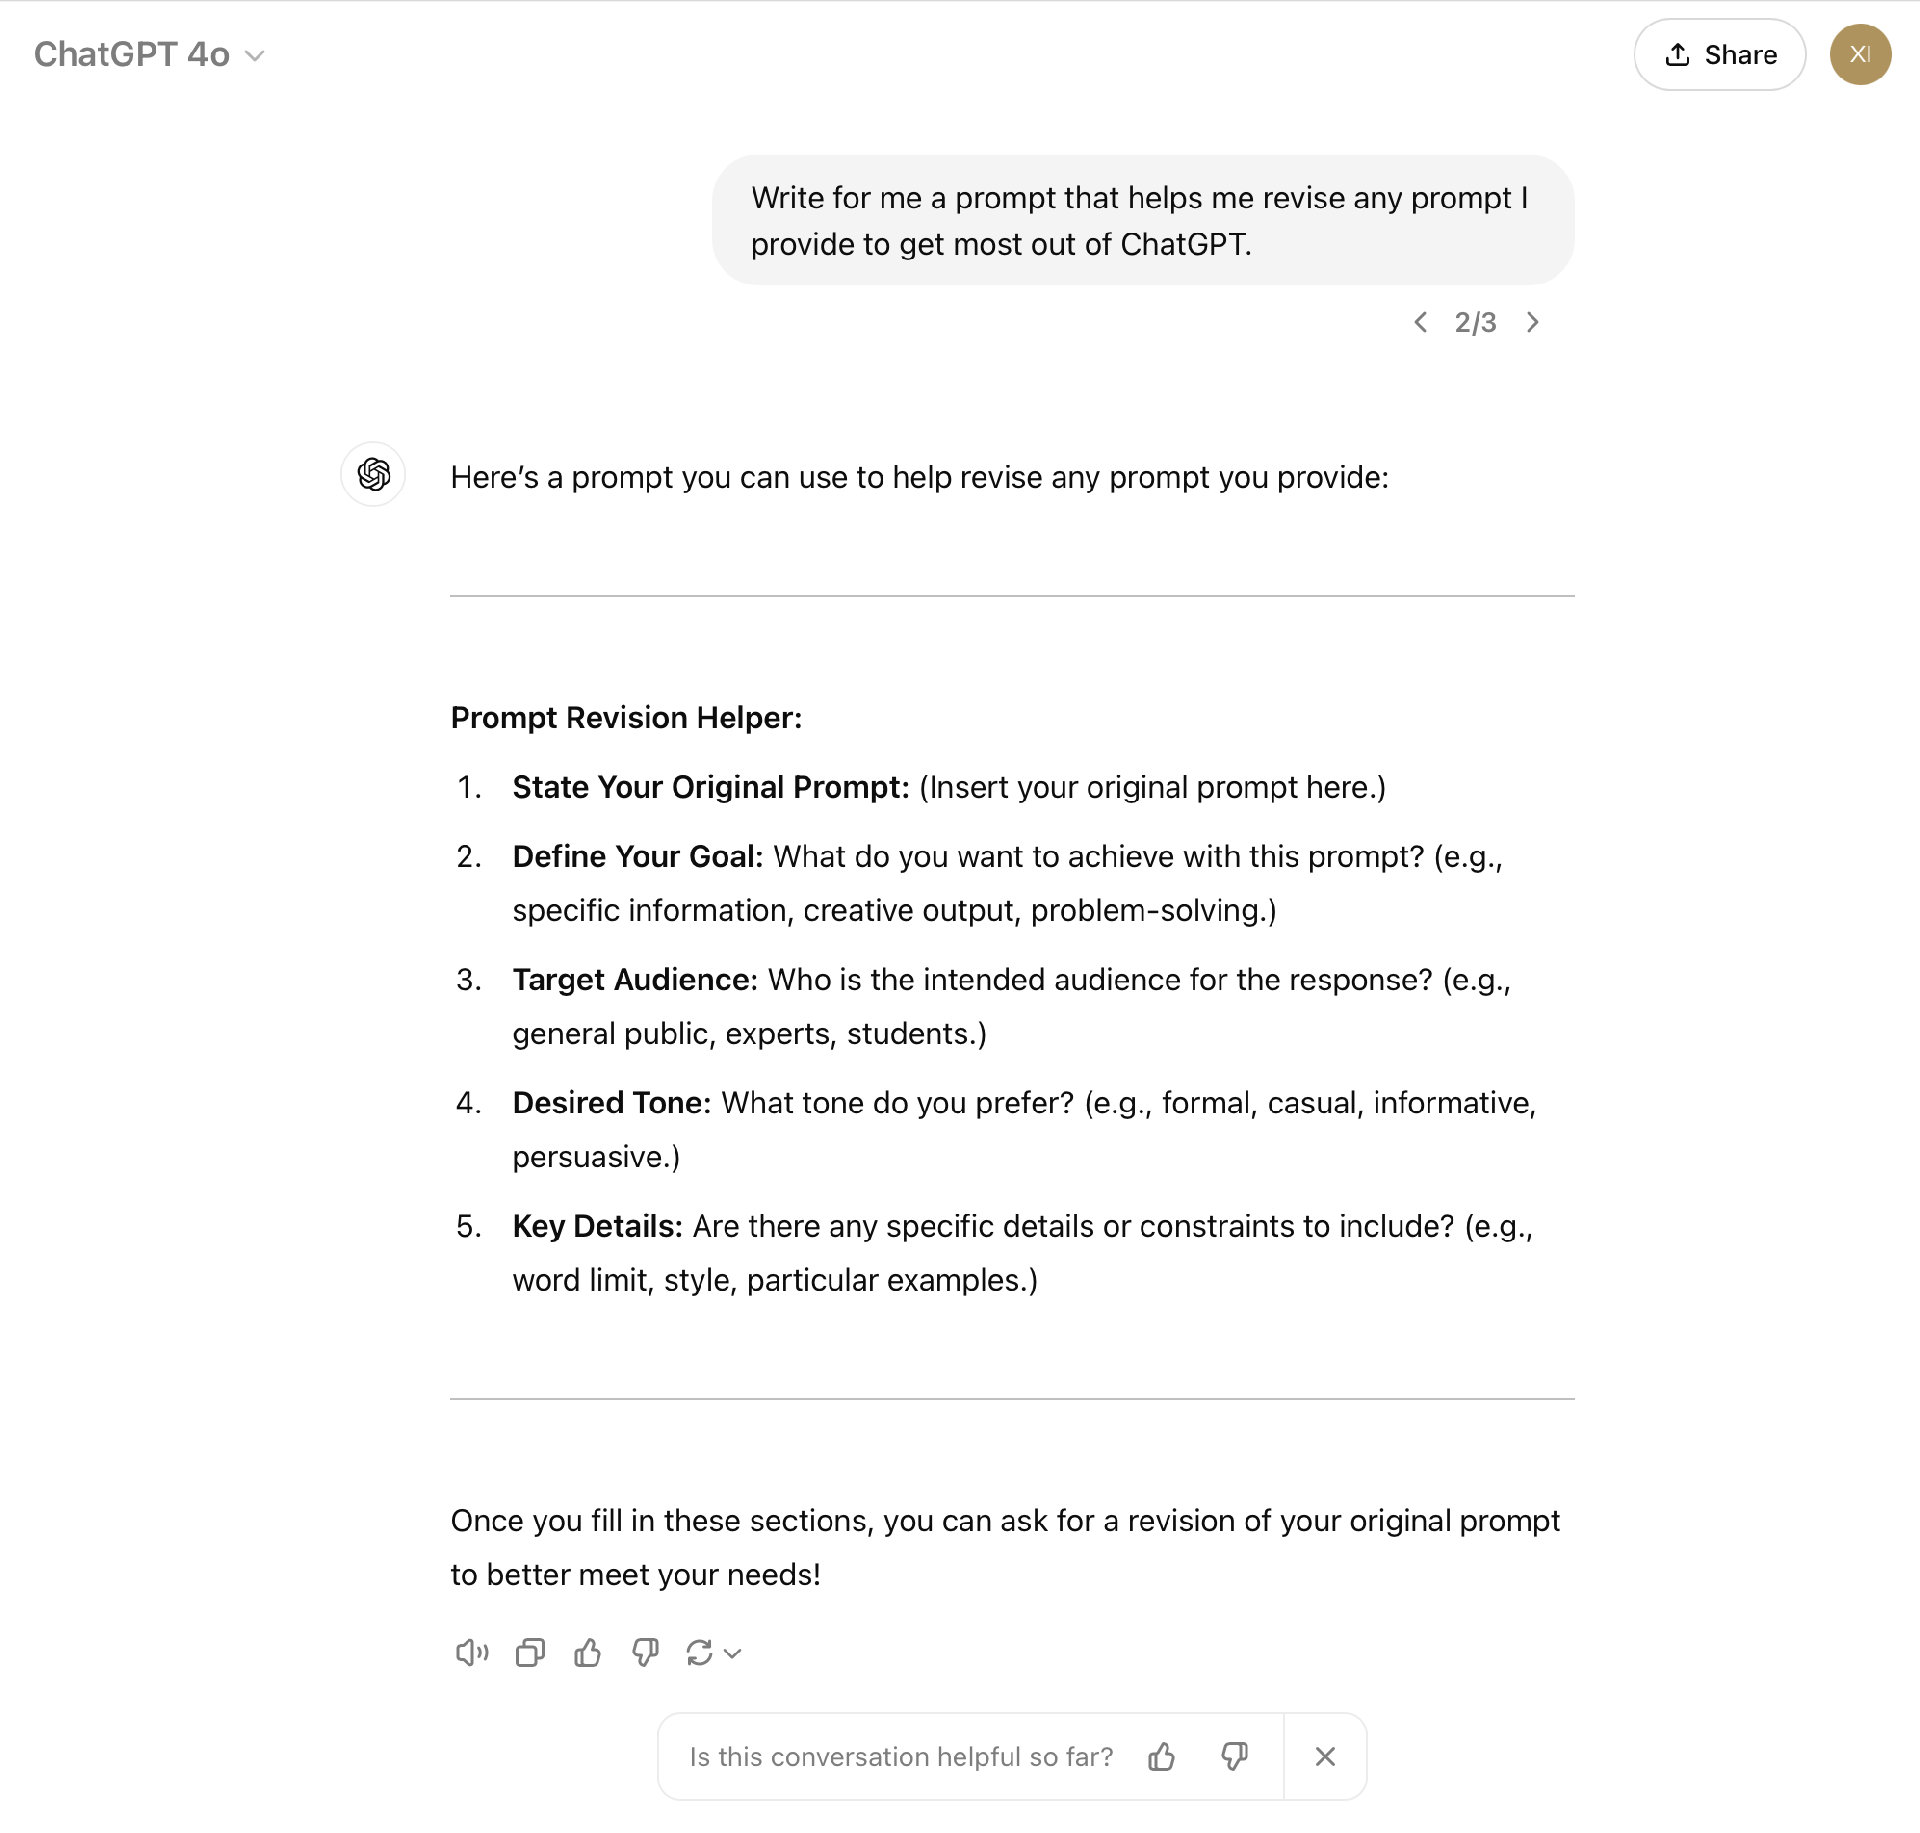 ChatGPT 4o
Share
XI
Write for me a prompt that helps me revise any prompt I
provide to get most out of ChatGPT.
2/3
Here’s a prompt you can use to help revise any prompt you provide:
Prompt Revision Helper:
1. State Your Original Prompt: (Insert your original prompt here.)
2. Define Your Goal: What do you want to achieve with this prompt? (e.g.,
specific information, creative output, problem-solving.)
3. Target Audience: Who is the intended audience for the response? (e.g.,
general public, experts, students.)
4. Desired Tone: What tone do you prefer? (e.g., formal, casual, informative,
persuasive.)
5. Key Details: Are there any specific details or constraints to include? (e.g.,
word limit, style, particular examples.)
Once you fill in these sections, you can ask for a revision of your original prompt
to better meet your needs!
Is this conversation helpful so far?